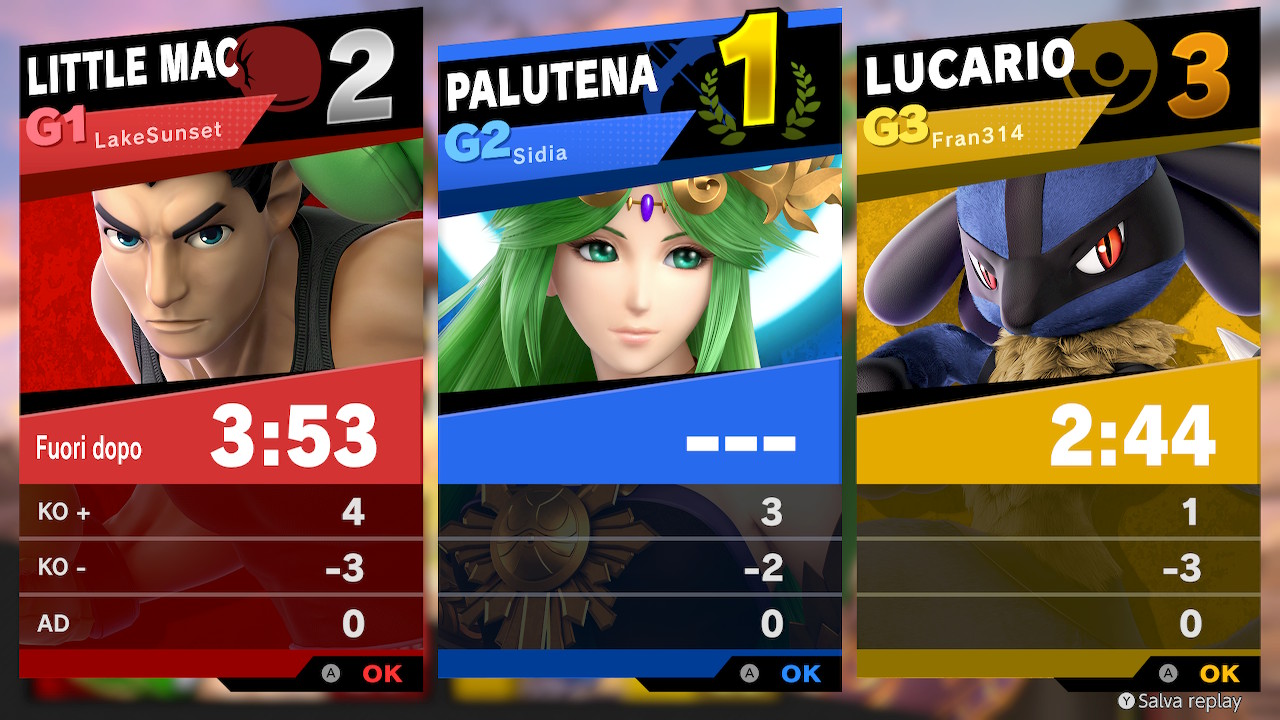 LITTLE MAC 2
G1 LakeSunset
Fuori dopo 3:53
KO + 4
KO - -3
AD 0
A OK
PALUTENA 1
G2 Sidia
---
3
-2
0
A OK
LUCARIO 3
G3 Fran314
2:44
1
-3
0
A OK
Y Salva replay